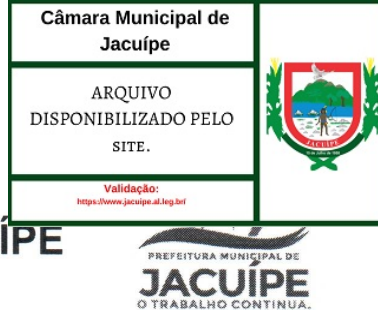 Câmara Municipal de
Jacuípe
ARQUIVO
DISPONIBILIZADO PELO
SITE.
Validação:
https://www.jacuipe.al.leg.br/
JACUÍPE
ÍPE
PREFEITURA MUNICIPAL DE
JACUÍPE
O TRABALHO CONTINUA.